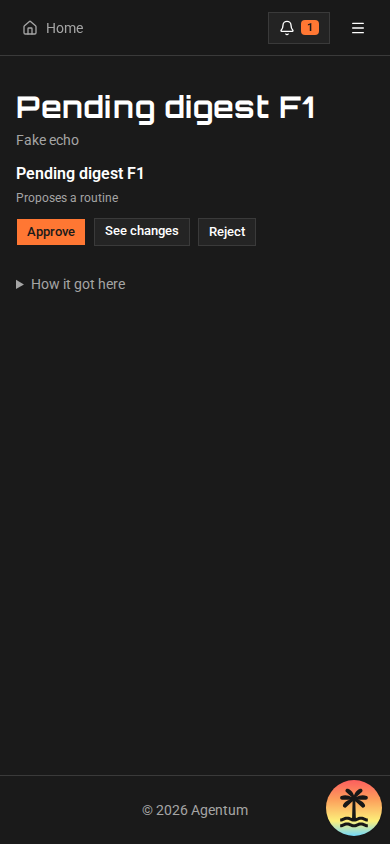 Home
1
Pending digest F1
Fake echo
Pending digest F1
Proposes a routine
Approve
See changes
Reject
How it got here
© 2026 Agentum